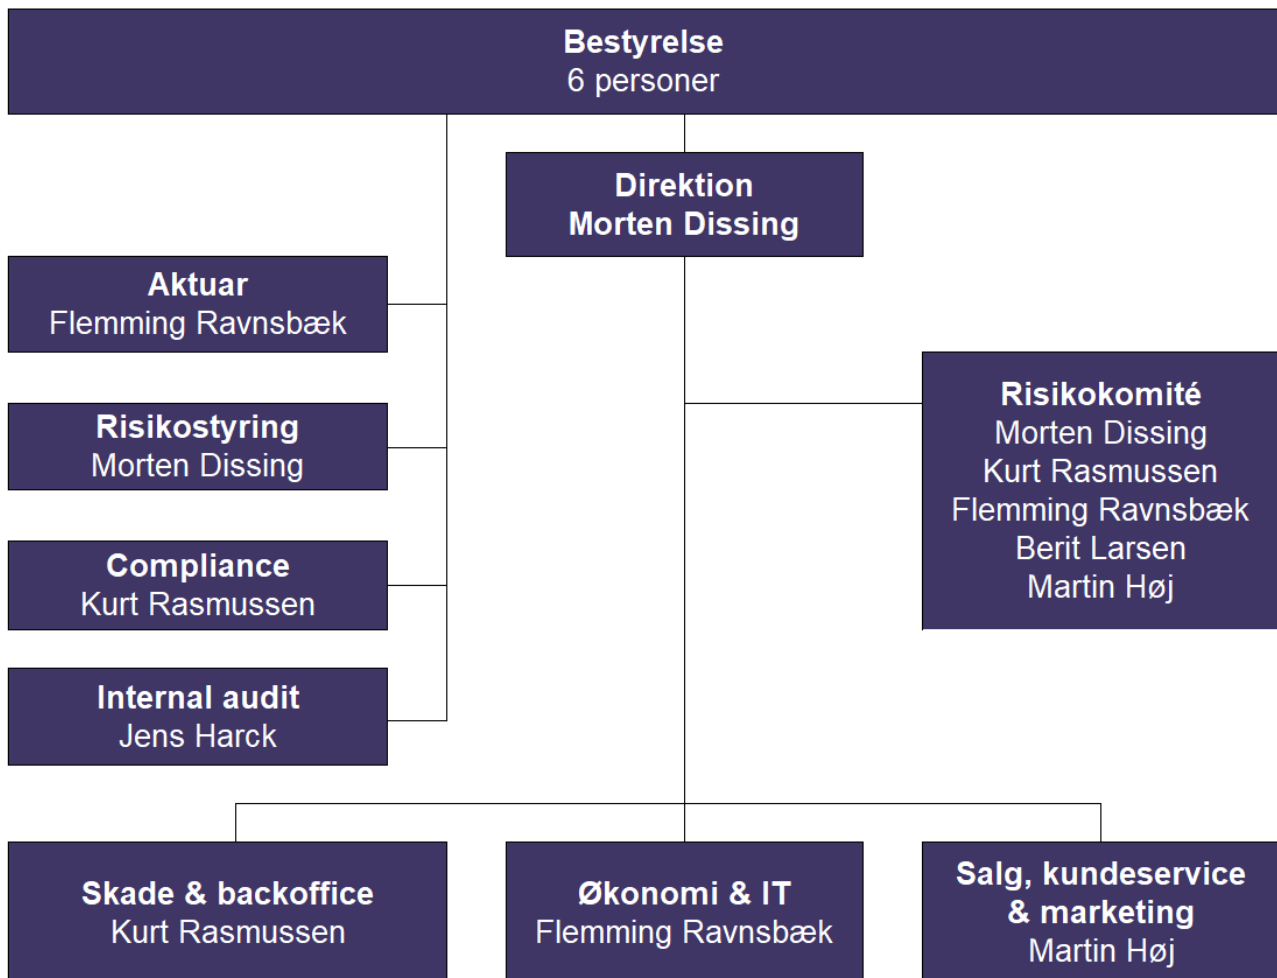 Bestyrelse
6 personer
Direktion
Morten Dissing
Aktuar
Flemming Ravnsbæk
Risikostyring
Morten Dissing
Compliance
Kurt Rasmussen
Internal audit
Jens Harck
Risikokomité
Morten Dissing
Kurt Rasmussen
Flemming Ravnsbæk
Berit Larsen
Martin Høj
Skade & backoffice
Kurt Rasmussen
Økonomi & IT
Flemming Ravnsbæk
Salg, kundeservice
& marketing
Martin Høj